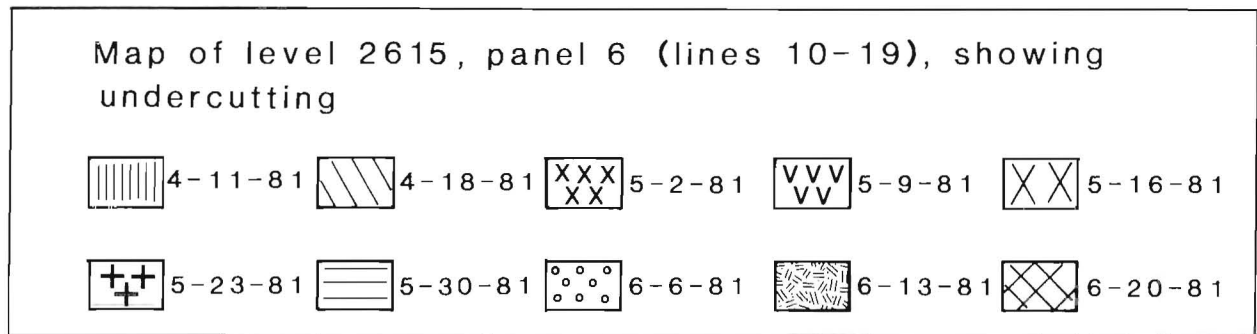 Map of level 2615, panel 6 (lines 10-19), showing
undercutting
4-11-81 4-18-81 5-2-81 5-9-81 5-16-81
5-23-81 5-30-81 6-6-81 6-13-81 6-20-81